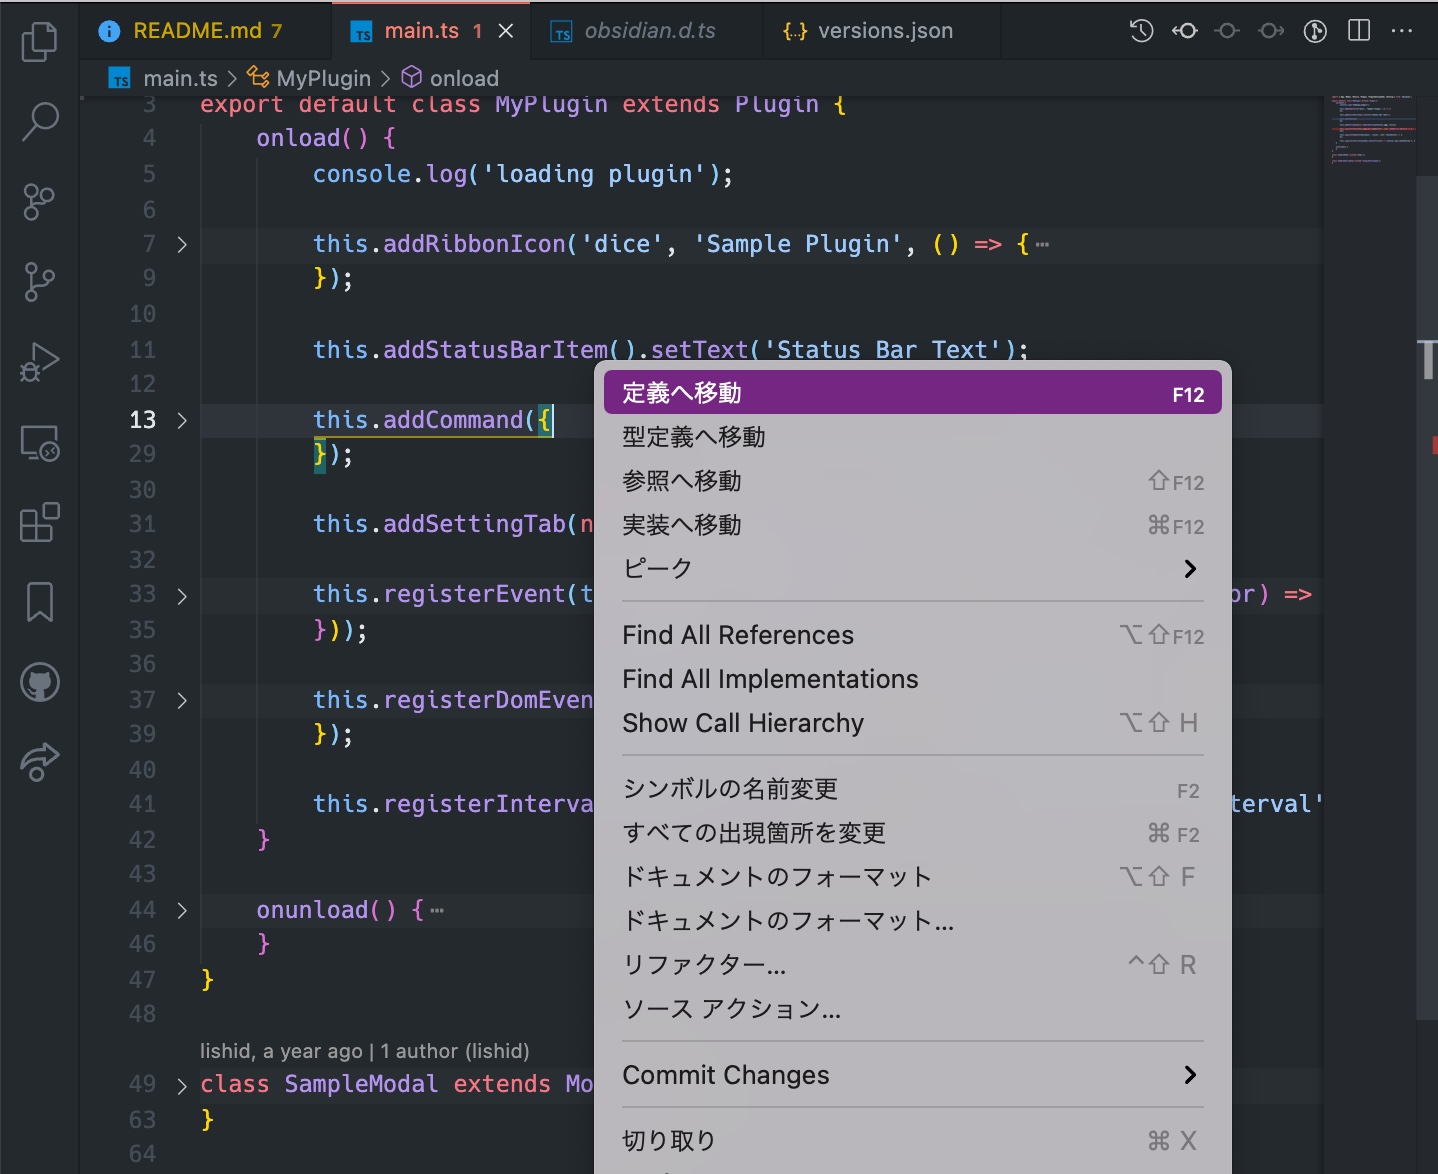 README.md 7
main.ts 1
obsidian.d.ts
{..} versions.json
main.ts > MyPlugin > onload
3 export default class MyPlugin extends Plugin {
4 onload() {
5 console.log('loading plugin');
6
7 this.addRibbonIcon('dice', 'Sample Plugin', () => {⋯
9 });
10
11 this.addStatusBarItem().setText('Status Bar Text');
12
13 this.addCommand({
29 });
30
31 this.addSettingTab(n
32
33 this.registerEvent(t or) =>
35 }));
36
37 this.registerDomEven
39 });
40
41 this.registerInterva terval'
42 }
43
44 onunload() {⋯
46 }
47 }
48
lishid, a year ago | 1 author (lishid)
49 class SampleModal extends Mo
63 }
64
定義へ移動 F12
型定義へ移動
参照へ移動 ⇧F12
実装へ移動 ⌘F12
ピーク
Find All References ⌥⇧F12
Find All Implementations
Show Call Hierarchy ⌥⇧ H
シンボルの名前変更 F2
すべての出現箇所を変更 ⌘ F2
ドキュメントのフォーマット ⌥⇧ F
ドキュメントのフォーマット...
リファクター... ^⇧ R
ソース アクション...
Commit Changes
切り取り ⌘ X